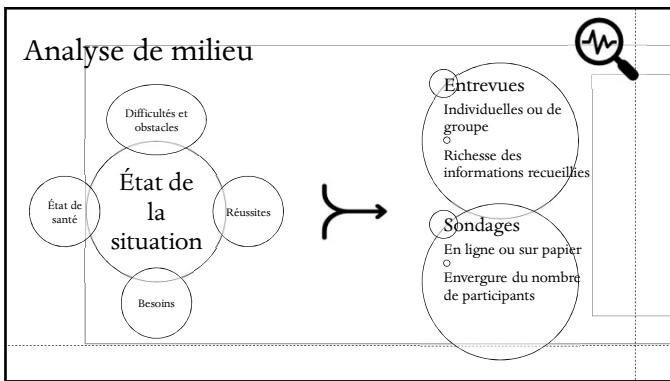 Analyse de milieu
Difficultés et
obstacles
État de
la
situation
État de
santé
Réussites
Besoins
Entrevues
Individuelles ou de
groupe
Richesse des
informations recueillies
Sondages
En ligne ou sur papier
Envergure du nombre
de participants